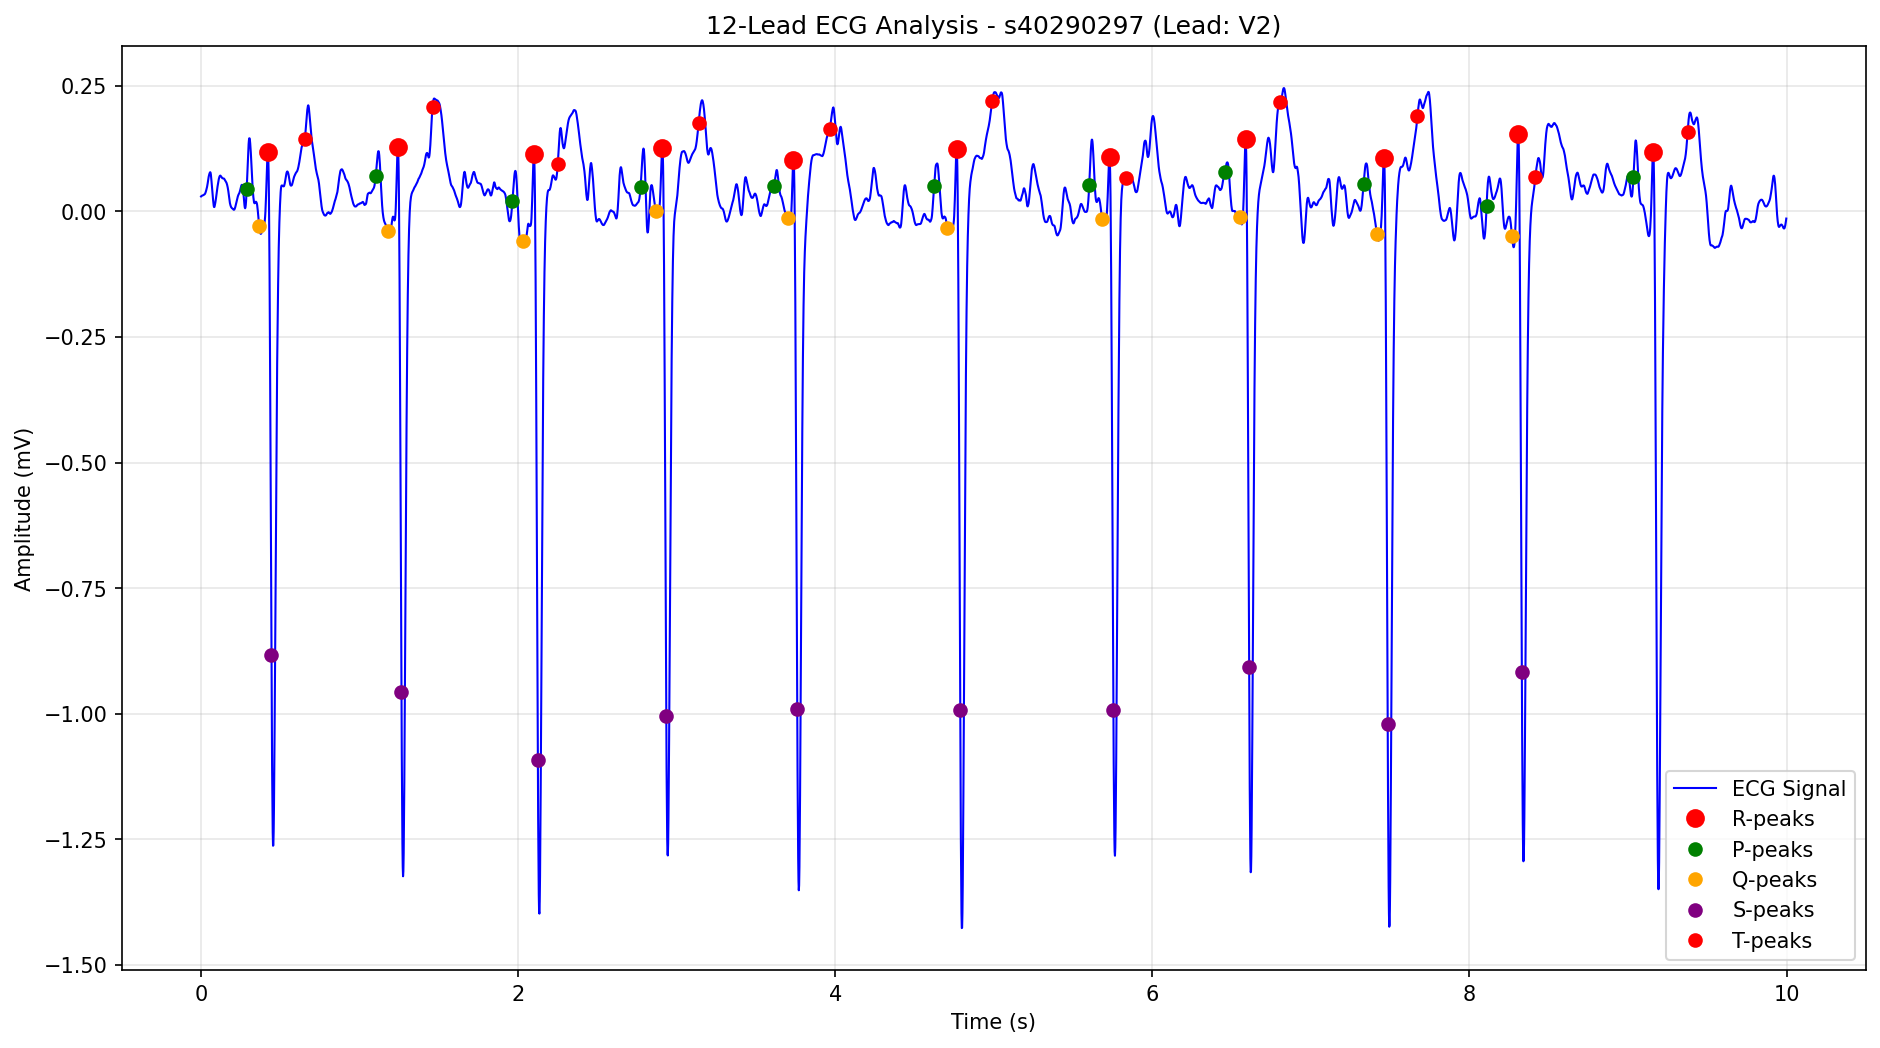 12-Lead ECG Analysis - s40290297 (Lead: V2)
Amplitude (mV)
0.25
0.00
−0.25
−0.50
−0.75
−1.00
−1.25
−1.50
ECG Signal
R-peaks
P-peaks
Q-peaks
S-peaks
T-peaks
0 2 4 6 8 10
Time (s)